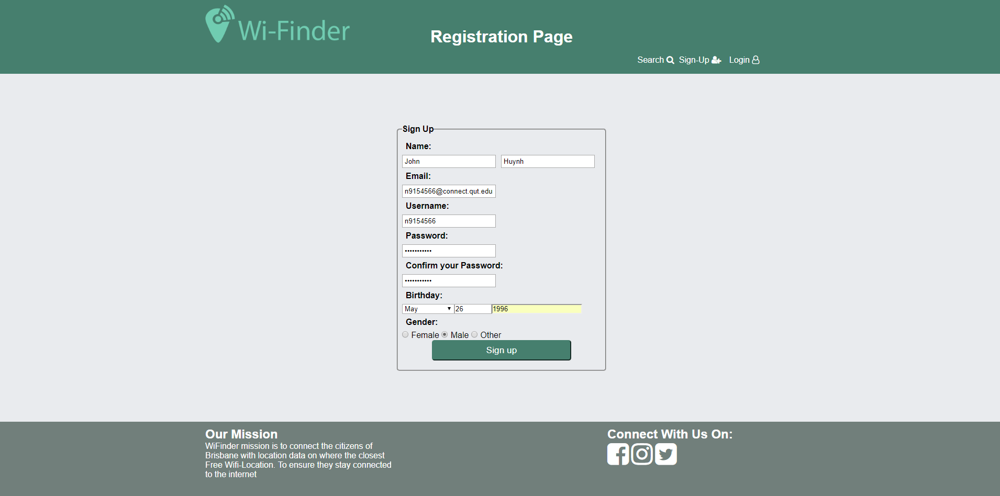 Wi-Finder
Registration Page
Search Sign-Up Login
Sign Up
Name:
John Huynh
Email:
n9154566@connect.qut.edu
Username:
n9154566
Password:
•••••••••••
Confirm your Password:
•••••••••••
Birthday:
May 26 1996
Gender:
Female Male Other
Sign up
Our Mission
WiFinder mission is to connect the citizens of
Brisbane with location data on where the closest
Free Wifi-Location. To ensure they stay connected
to the internet
Connect With Us On: